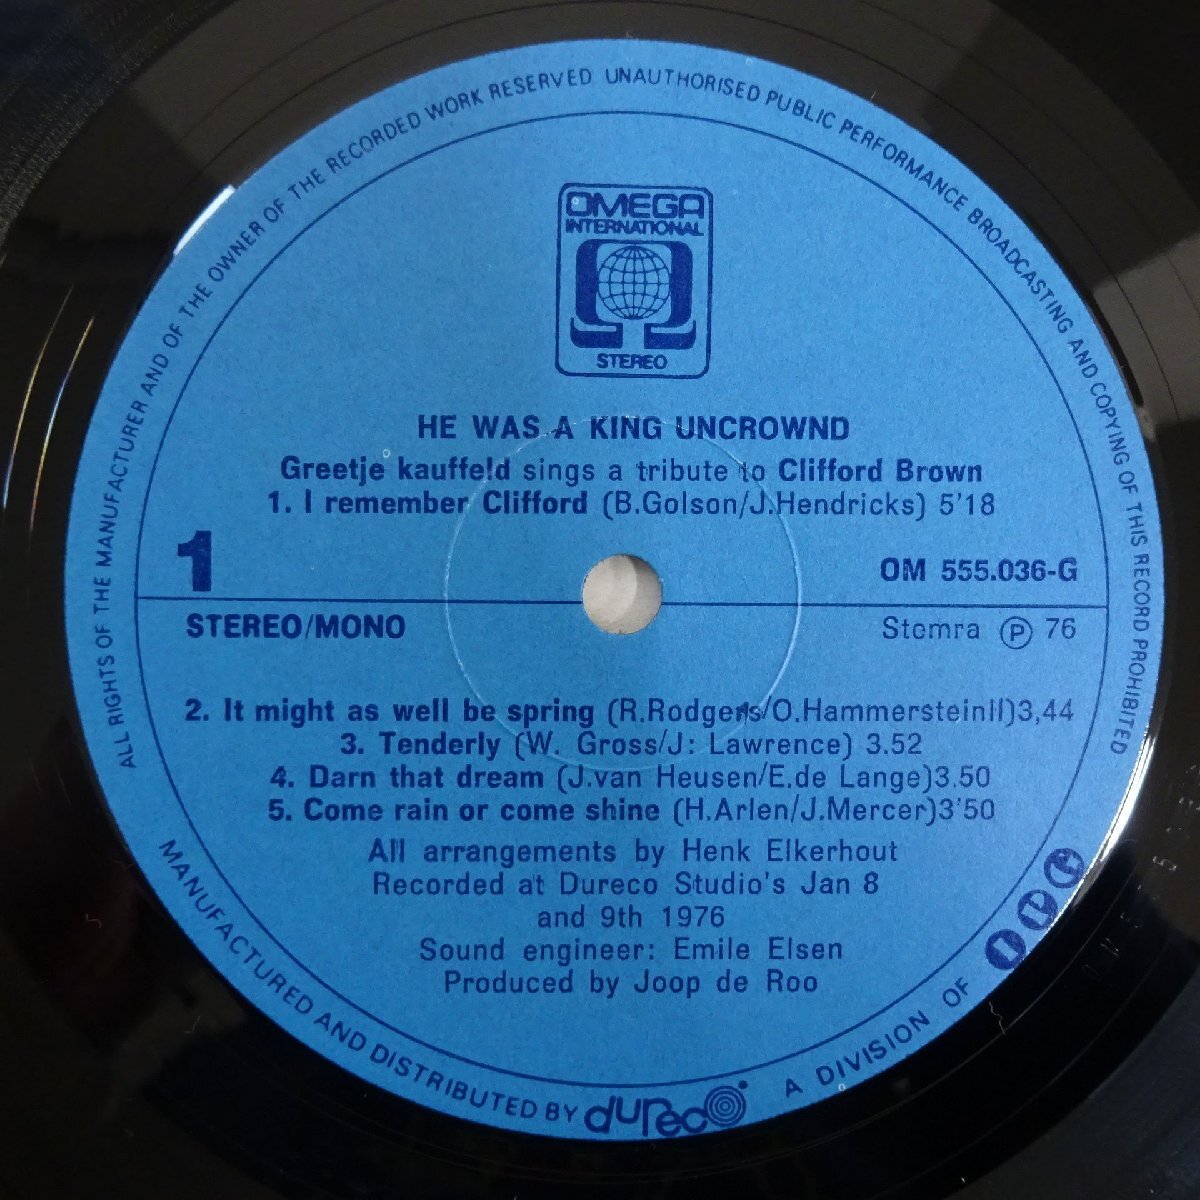 ALL RIGHTS OF THE MANUFACTURER AND OF THE OWNER OF THE RECORDED WORK RESERVED UNAUTHORISED PUBLIC PERFORMANCE BROADCASTING AND COPYING OF THIS RECORD PROHIBITED
OMEGA
INTERNATIONAL
STEREO
HE WAS A KING UNCROWND
Greetje kauffeld sings a tribute to Clifford Brown
1. I remember Clifford (B.Golson/J.Hendricks) 5'18
1
OM 555.036-G
STEREO/MONO
Stemra Ⓟ 76
2. It might as well be spring (R.Rodgers/O.HammersteinII)3,44
3. Tenderly (W. Gross/J: Lawrence) 3.52
4. Darn that dream (J.van Heusen/E.de Lange)3.50
5. Come rain or come shine (H.Arlen/J.Mercer)3'50
All arrangements by Henk Elkerhout
Recorded at Dureco Studio's Jan 8
and 9th 1976
Sound engineer: Emile Elsen
Produced by Joop de Roo
MANUFACTURED AND DISTRIBUTED BY dureco A DIVISION OF